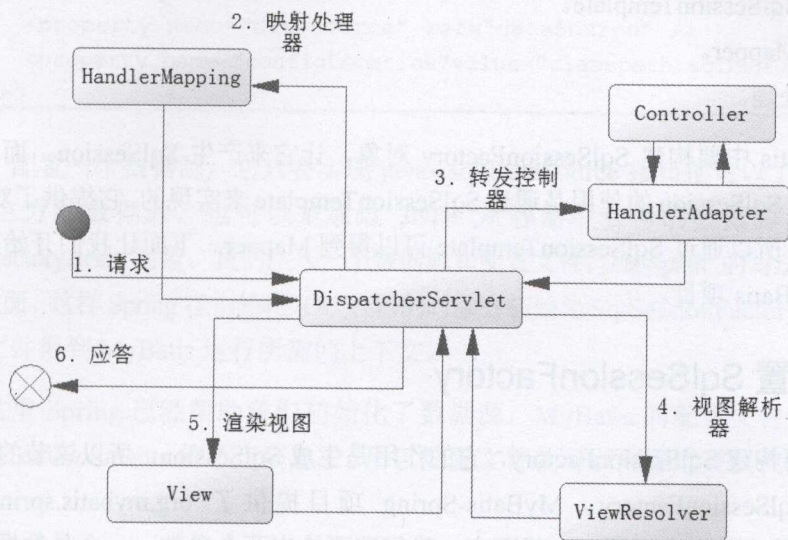 2. 映射处理
器
HandlerMapping
Controller
3. 转发控制
器
HandlerAdapter
1. 请求
DispatcherServlet
6. 应答
5. 渲染视图
4. 视图解析
器
View
ViewResolver